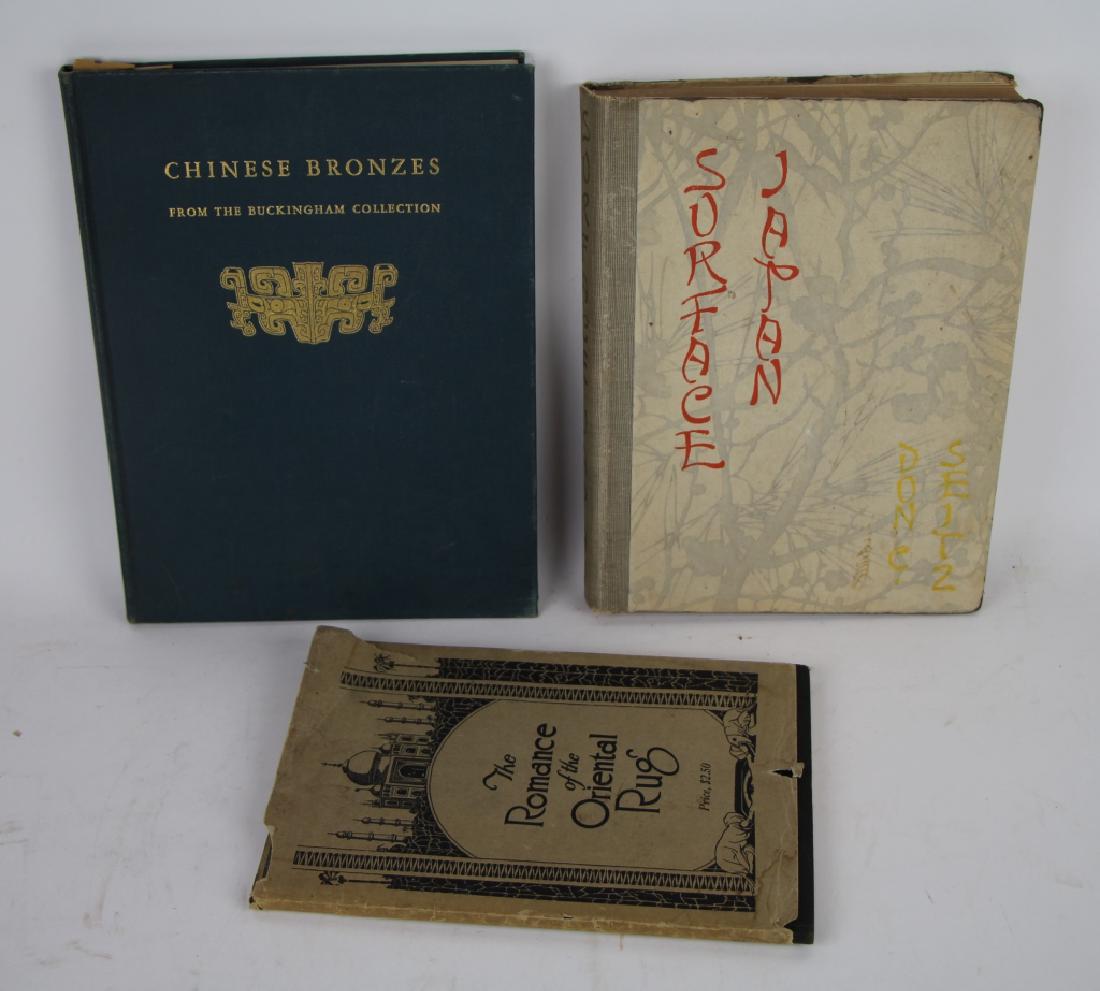 CHINESE BRONZES
FROM THE BUCKINGHAM COLLECTION
SURFACE
JAPAN
DON C.
SEITZ
The
Romance
of the
Oriental
Rug
Price, $2.50